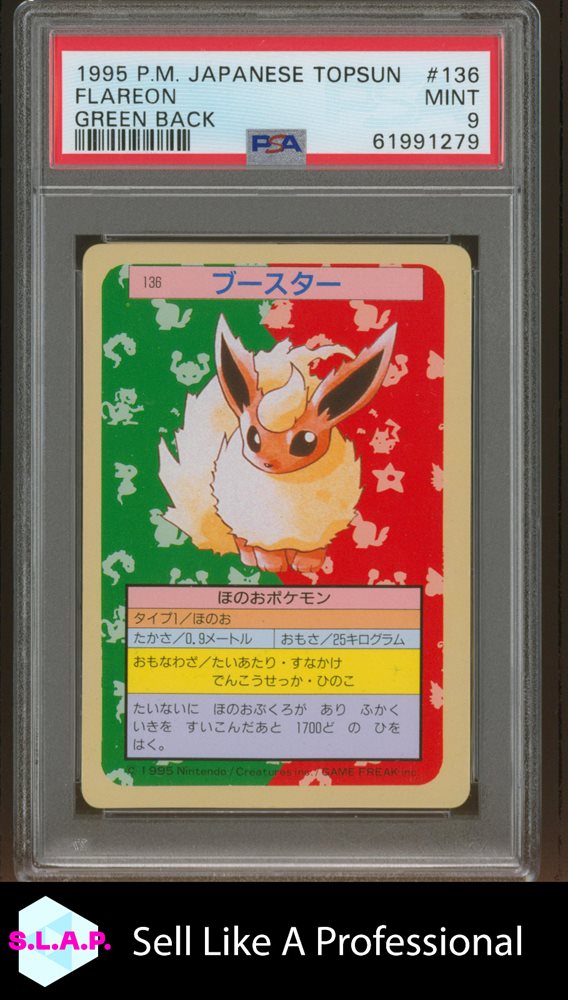 1995 P.M. JAPANESE TOPSUN #136
FLAREON MINT
GREEN BACK 9
PSA 61991279
136 ブースター
ほのおポケモン
タイプ1/ほのお
たかさ/0.9メートル おもさ/25キログラム
おもなわざ/たいあたり・すなかけ
でんこうせっか・ひのこ
たいないに ほのおぶくろが あり ふかく
いきを すいこんだあと 1700ど の ひを
はく。
© 1995 Nintendo/Creatures inc./GAME FREAK inc.
S.L.A.P. Sell Like A Professional